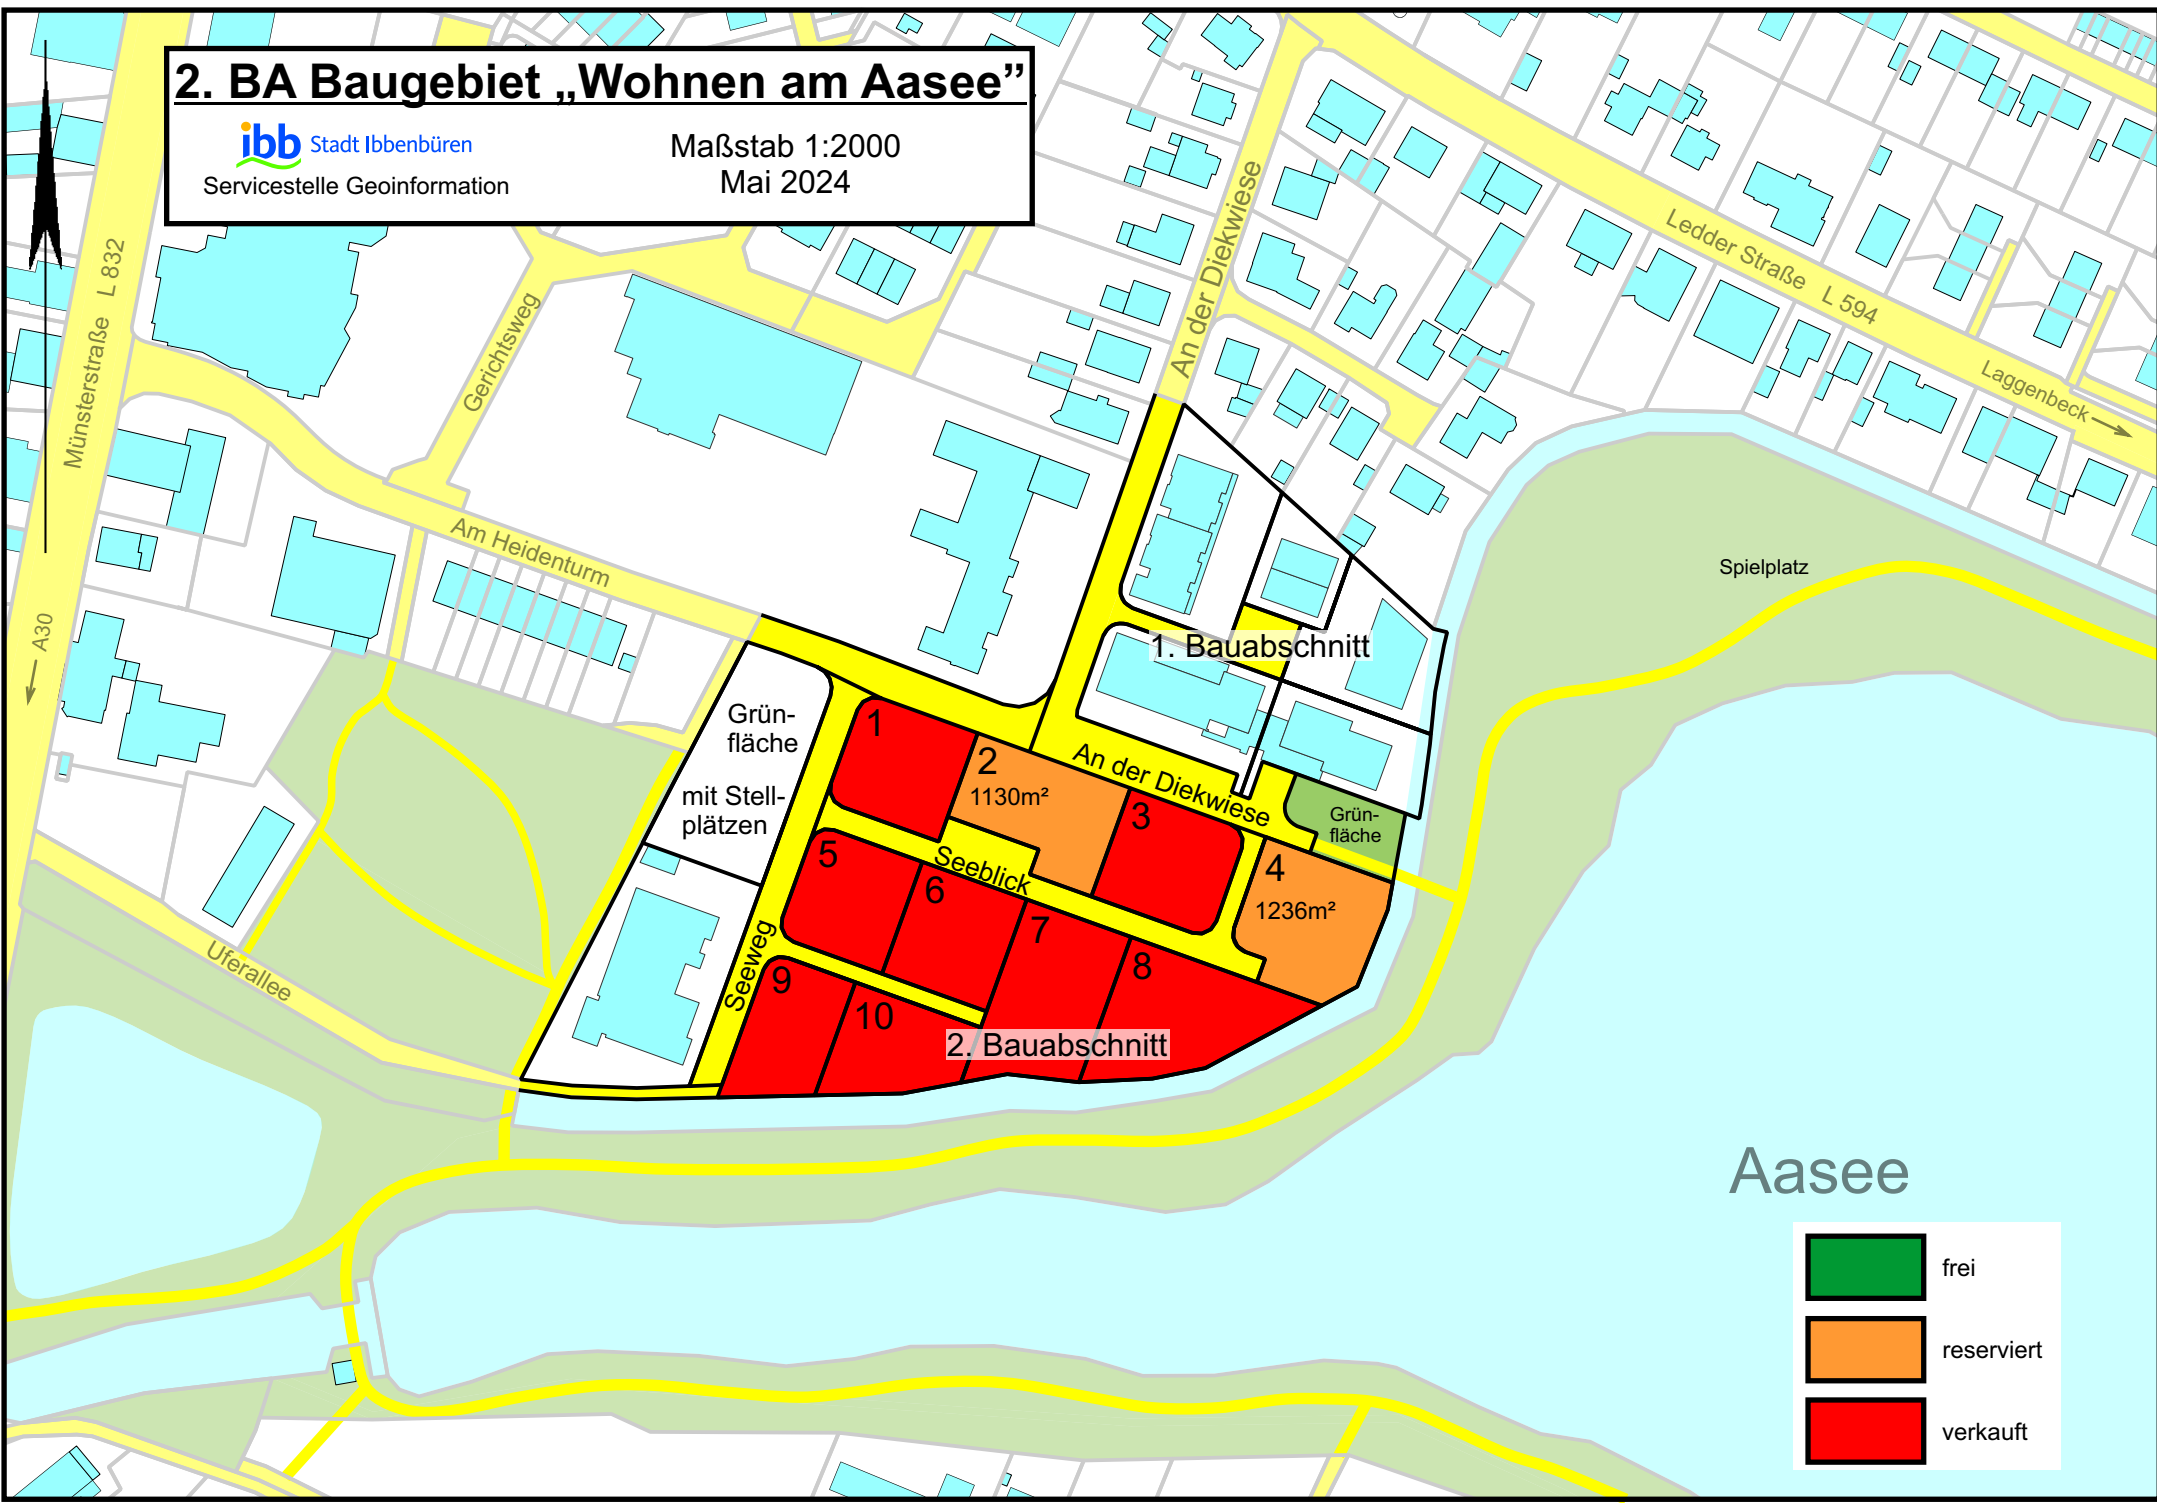 2. BA Baugebiet „Wohnen am Aasee”
ibb Stadt Ibbenbüren
Servicestelle Geoinformation
Maßstab 1:2000
Mai 2024
Münsterstraße L 832
A30
Gerichtsweg
Am Heidenturm
An der Diekwiese
Ledder Straße L 594
Laggenbeck
Spielplatz
1. Bauabschnitt
Grün-
fläche
mit Stell-
plätzen
1
2
1130m²
An der Diekwiese
3
Grün-
fläche
4
1236m²
5
Seeblick
6
7
8
Seeweg
9
10
2. Bauabschnitt
Uferallee
Aasee
frei
reserviert
verkauft